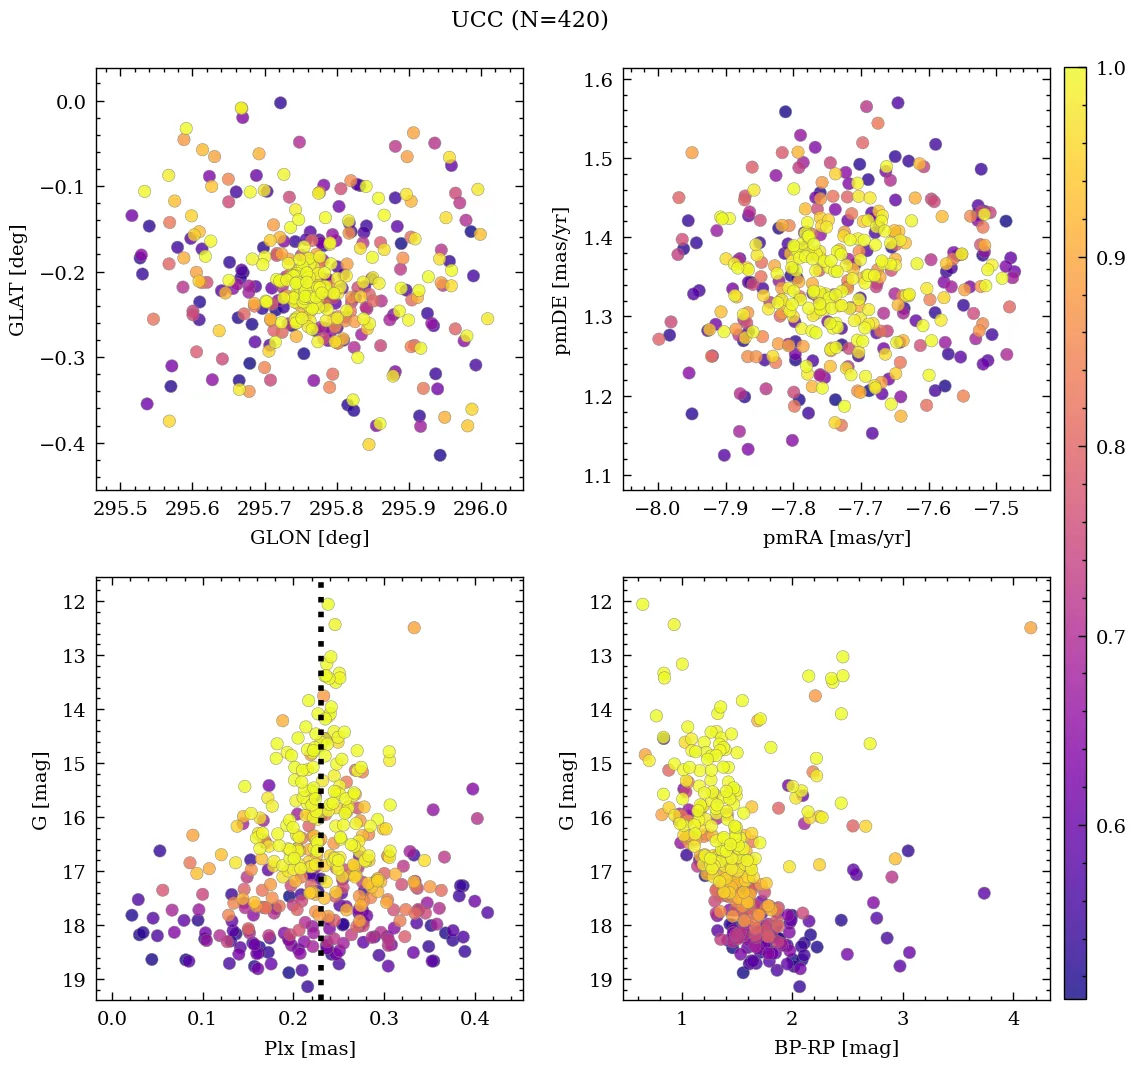 UCC (N=420)
0.0
−0.1
−0.2
−0.3
−0.4
GLAT [deg]
295.5 295.6 295.7 295.8 295.9 296.0
GLON [deg]
1.6
1.5
1.4
1.3
1.2
1.1
pmDE [mas/yr]
−8.0 −7.9 −7.8 −7.7 −7.6 −7.5
pmRA [mas/yr]
12
13
14
15
16
17
18
19
G [mag]
0.0 0.1 0.2 0.3 0.4
Plx [mas]
12
13
14
15
16
17
18
19
G [mag]
1 2 3 4
BP-RP [mag]
1.0
0.9
0.8
0.7
0.6